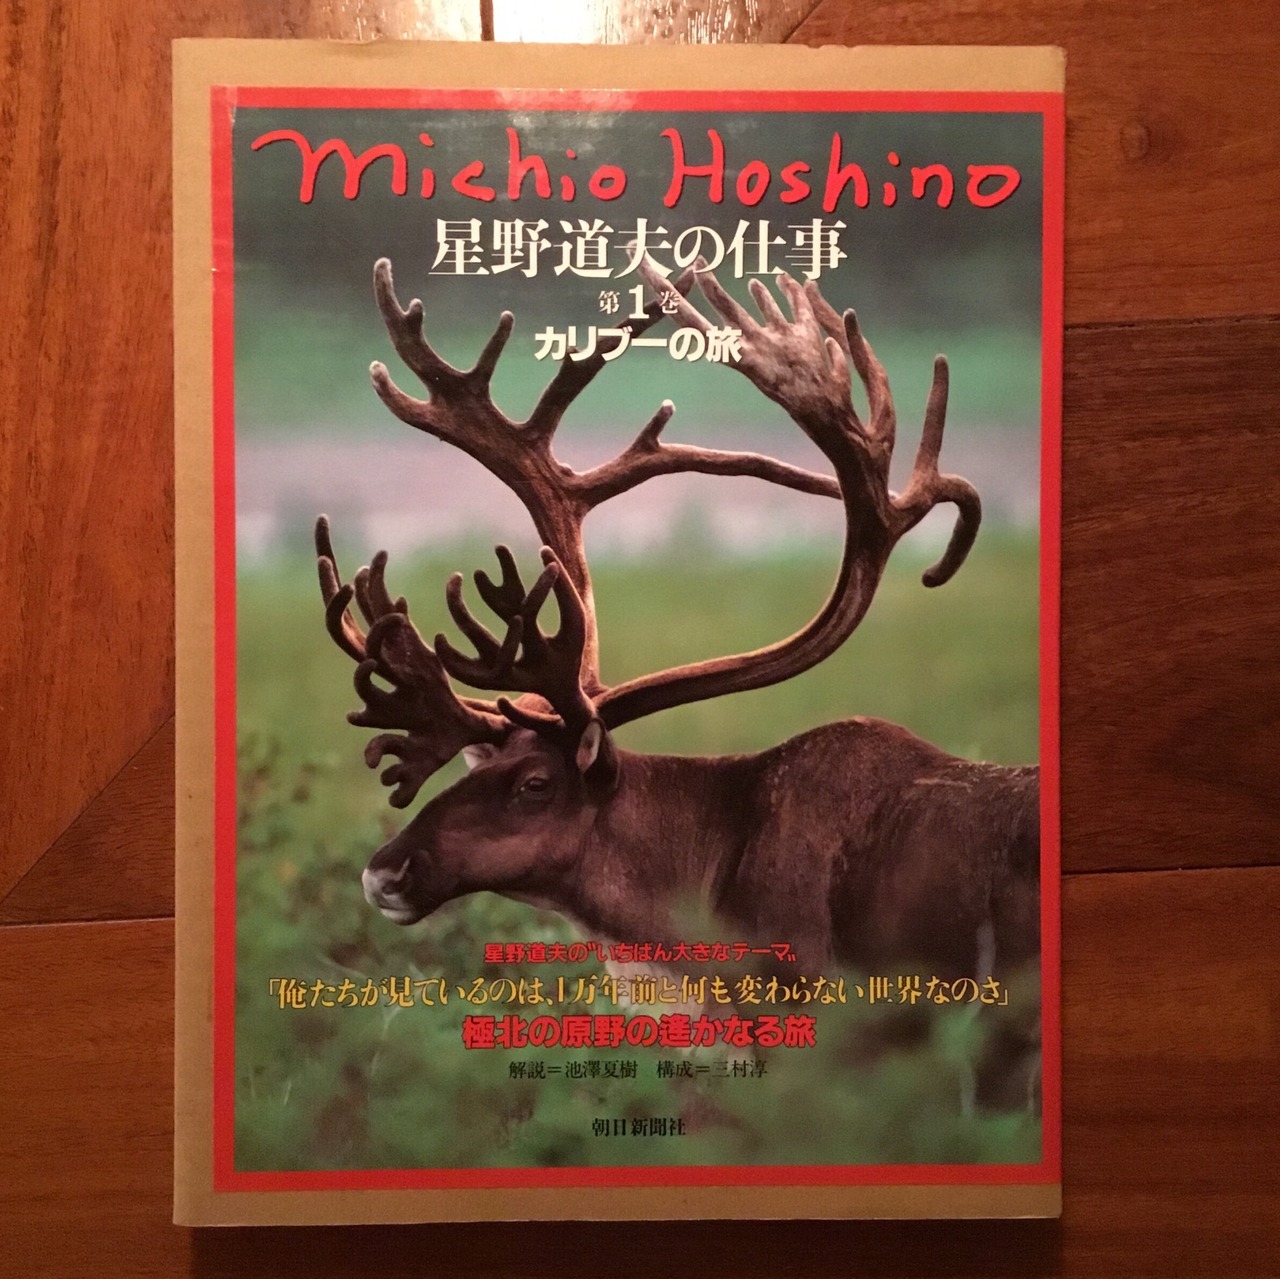 Michio Hoshino
星野道夫の仕事
第1巻
カリブーの旅
星野道夫の〝いちばん大きなテーマ〟
「俺たちが見ているのは、1万年前と何も変わらない世界なのさ」
極北の原野の遙かなる旅
解説＝池澤夏樹　構成＝三村淳
朝日新聞社